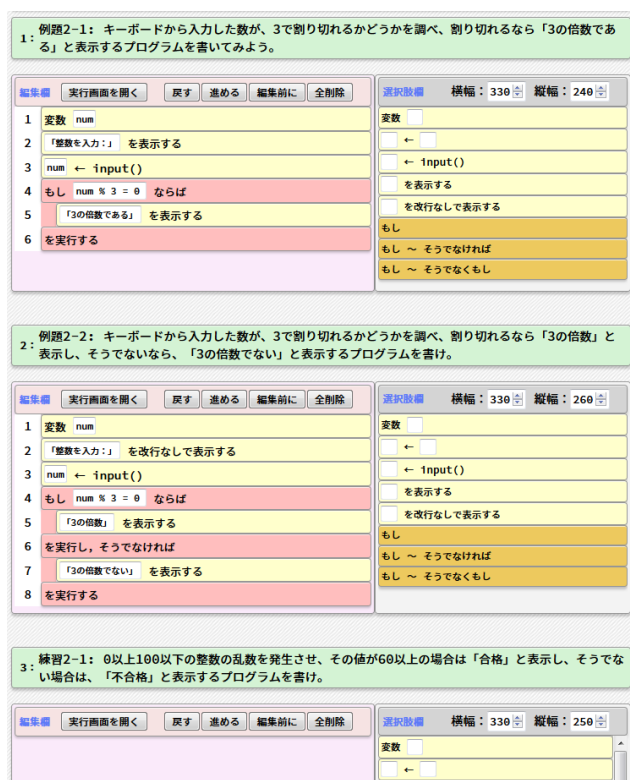 1: 例題2-1: キーボードから入力した数が、3で割り切れるかどうかを調べ、割り切れるなら「3の倍数であ
る」と表示するプログラムを書いてみよう。
編集欄 実行画面を開く 戻す 進める 編集前に 全削除
1 変数 num
2 「整数を入力：」 を表示する
3 num ← input()
4 もし num % 3 = 0 ならば
5 「3の倍数である」 を表示する
6 を実行する
選択肢欄 横幅：330 縦幅：240
変数
←
← input()
を表示する
を改行なしで表示する
もし
もし ～ そうでなければ
もし ～ そうでなくもし
2: 例題2-2: キーボードから入力した数が、3で割り切れるかどうかを調べ、割り切れるなら「3の倍数」と
表示し、そうでないなら、「3の倍数でない」と表示するプログラムを書け。
編集欄 実行画面を開く 戻す 進める 編集前に 全削除
1 変数 num
2 「整数を入力：」 を改行なしで表示する
3 num ← input()
4 もし num % 3 = 0 ならば
5 「3の倍数」 を表示する
6 を実行し，そうでなければ
7 「3の倍数でない」 を表示する
8 を実行する
選択肢欄 横幅：330 縦幅：260
変数
←
← input()
を表示する
を改行なしで表示する
もし
もし ～ そうでなければ
もし ～ そうでなくもし
3: 練習2-1: 0以上100以下の整数の乱数を発生させ、その値が60以上の場合は「合格」と表示し、そうでな
い場合は、「不合格」と表示するプログラムを書け。
編集欄 実行画面を開く 戻す 進める 編集前に 全削除
選択肢欄 横幅：330 縦幅：250
変数
←